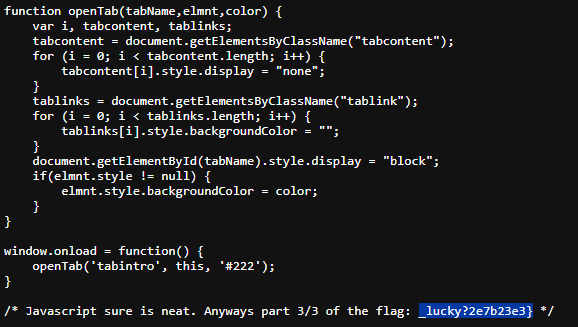 function openTab(tabName,elmnt,color) {
    var i, tabcontent, tablinks;
    tabcontent = document.getElementsByClassName("tabcontent");
    for (i = 0; i < tabcontent.length; i++) {
        tabcontent[i].style.display = "none";
    }
    tablinks = document.getElementsByClassName("tablink");
    for (i = 0; i < tablinks.length; i++) {
        tablinks[i].style.backgroundColor = "";
    }
    document.getElementById(tabName).style.display = "block";
    if(elmnt.style != null) {
        elmnt.style.backgroundColor = color;
    }
}

window.onload = function() {
    openTab('tabintro', this, '#222');
}

/* Javascript sure is neat. Anyways part 3/3 of the flag: _lucky?2e7b23e3} */